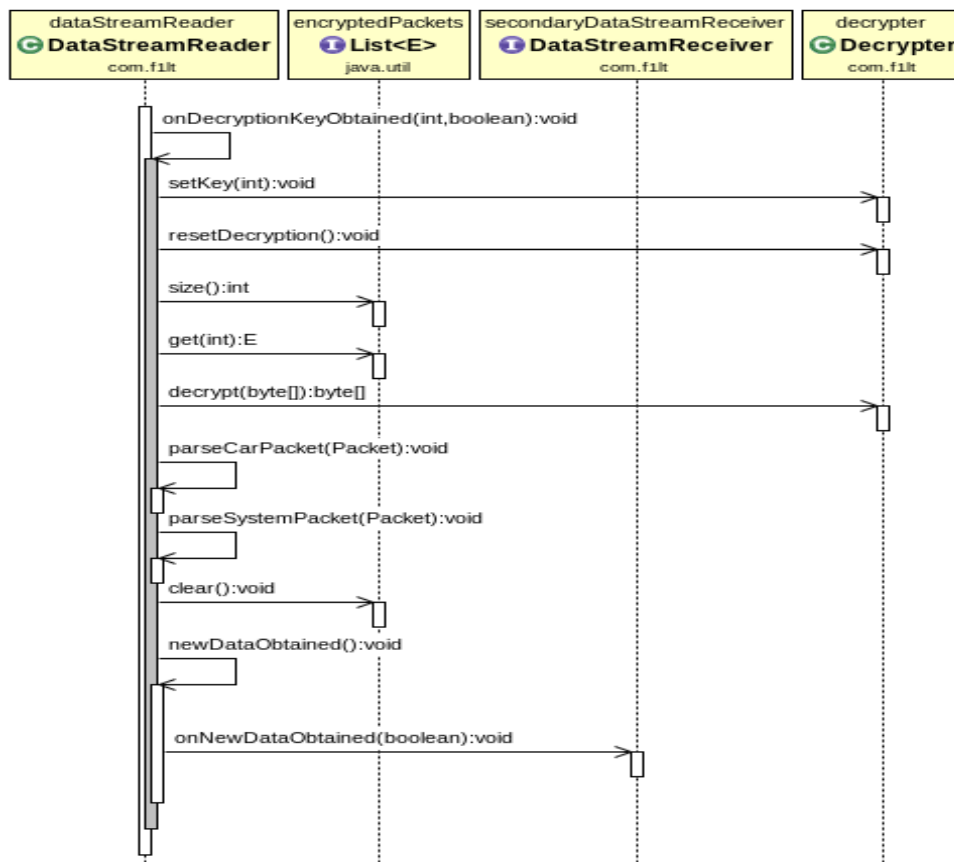 dataStreamReader
C DataStreamReader
com.f1lt
encryptedPackets
I List<E>
java.util
secondaryDataStreamReceiver
I DataStreamReceiver
com.f1lt
decrypter
C Decrypter
com.f1lt
onDecryptionKeyObtained(int,boolean):void
setKey(int):void
resetDecryption():void
size():int
get(int):E
decrypt(byte[]):byte[]
parseCarPacket(Packet):void
parseSystemPacket(Packet):void
clear():void
newDataObtained():void
onNewDataObtained(boolean):void